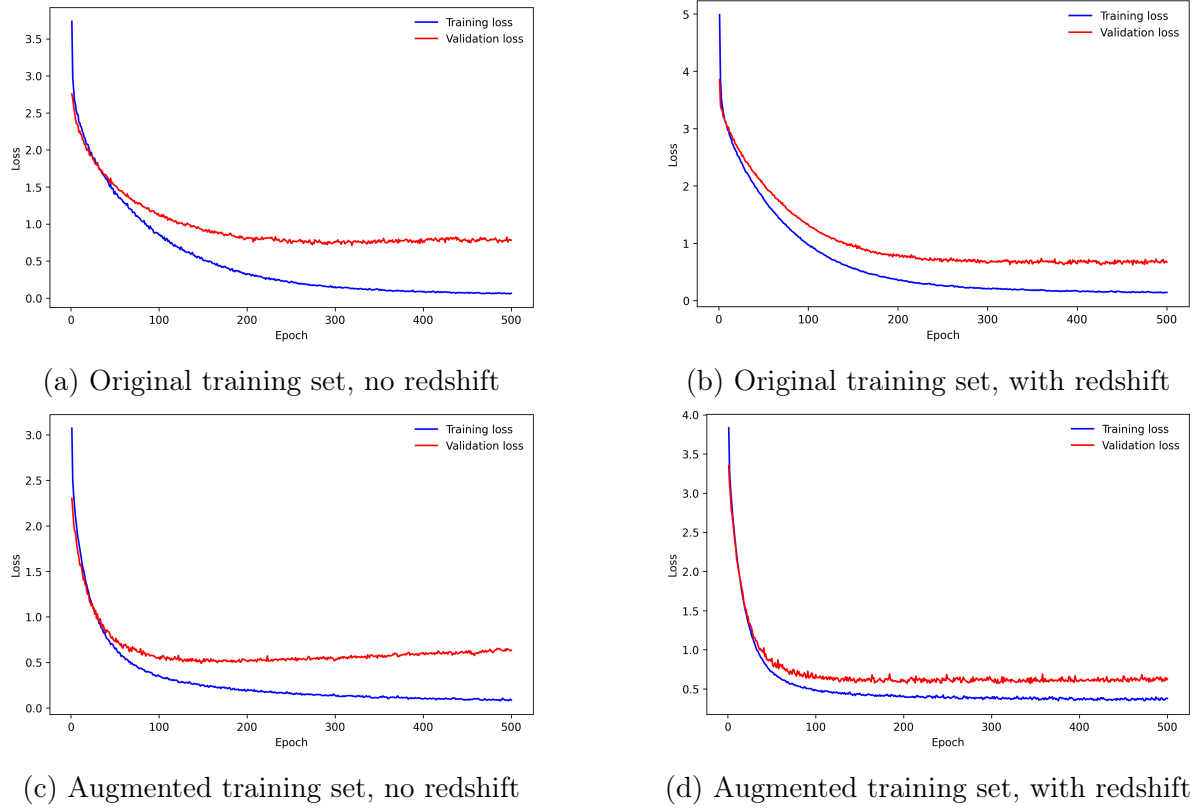 Training loss
Validation loss
3.5
3.0
2.5
2.0
1.5
1.0
0.5
0.0
Loss
0 100 200 300 400 500
Epoch
(a) Original training set, no redshift
Training loss
Validation loss
5
4
3
2
1
0
Loss
0 100 200 300 400 500
Epoch
(b) Original training set, with redshift
Training loss
Validation loss
3.0
2.5
2.0
1.5
1.0
0.5
0.0
Loss
0 100 200 300 400 500
Epoch
(c) Augmented training set, no redshift
Training loss
Validation loss
4.0
3.5
3.0
2.5
2.0
1.5
1.0
0.5
Loss
0 100 200 300 400 500
Epoch
(d) Augmented training set, with redshift